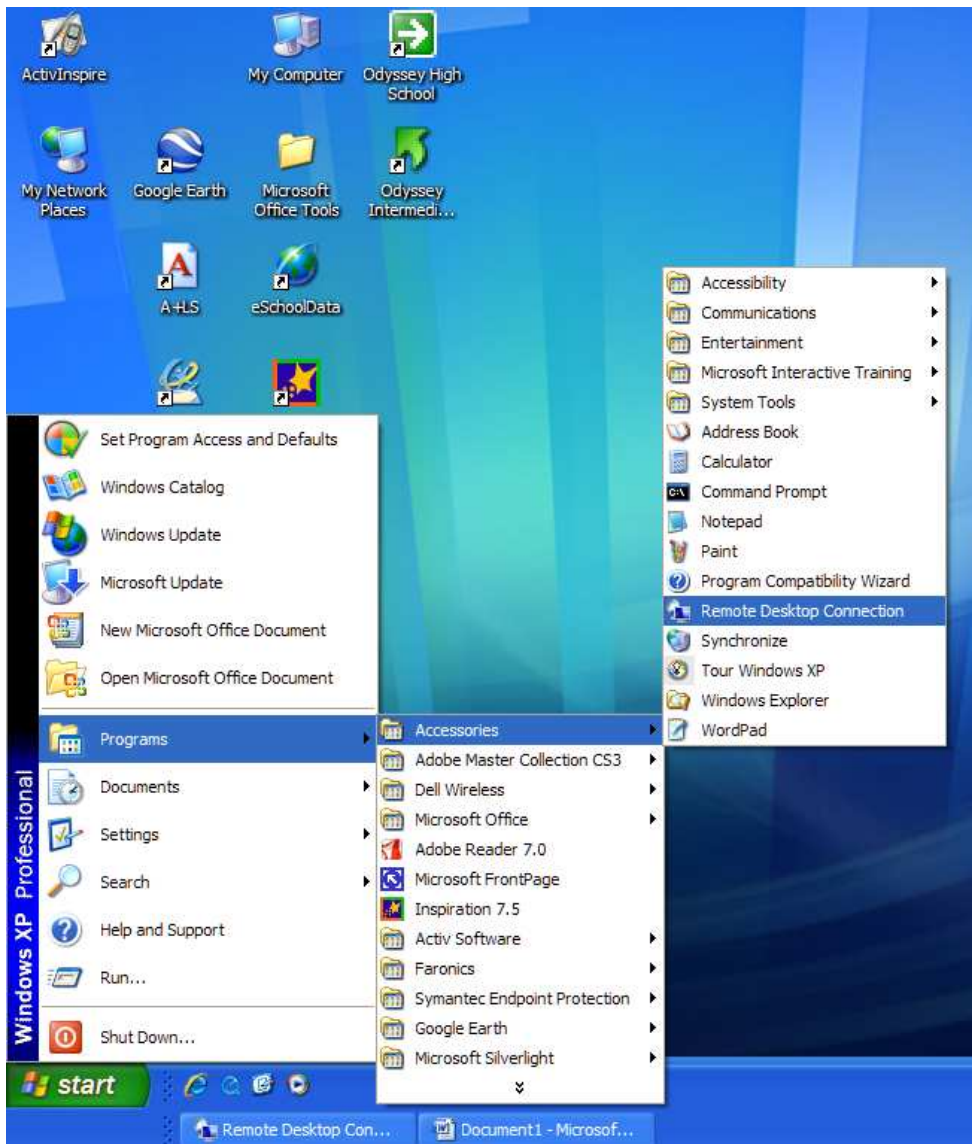 ActivInspire
My Computer
Odyssey High
School
My Network
Places
Google Earth
Microsoft
Office Tools
Odyssey
Intermedi...
A+LS
eSchoolData
Set Program Access and Defaults
Windows Catalog
Windows Update
Microsoft Update
New Microsoft Office Document
Open Microsoft Office Document
Programs
Documents
Settings
Search
Help and Support
Run...
Shut Down...
Windows XP Professional
Accessories
Adobe Master Collection CS3
Dell Wireless
Microsoft Office
Adobe Reader 7.0
Microsoft FrontPage
Inspiration 7.5
Activ Software
Faronics
Symantec Endpoint Protection
Google Earth
Microsoft Silverlight
Accessibility
Communications
Entertainment
Microsoft Interactive Training
System Tools
Address Book
Calculator
C:\
Command Prompt
Notepad
Paint
Program Compatibility Wizard
Remote Desktop Connection
Synchronize
Tour Windows XP
Windows Explorer
WordPad
start
Remote Desktop Con...
Document1 - Microsof...